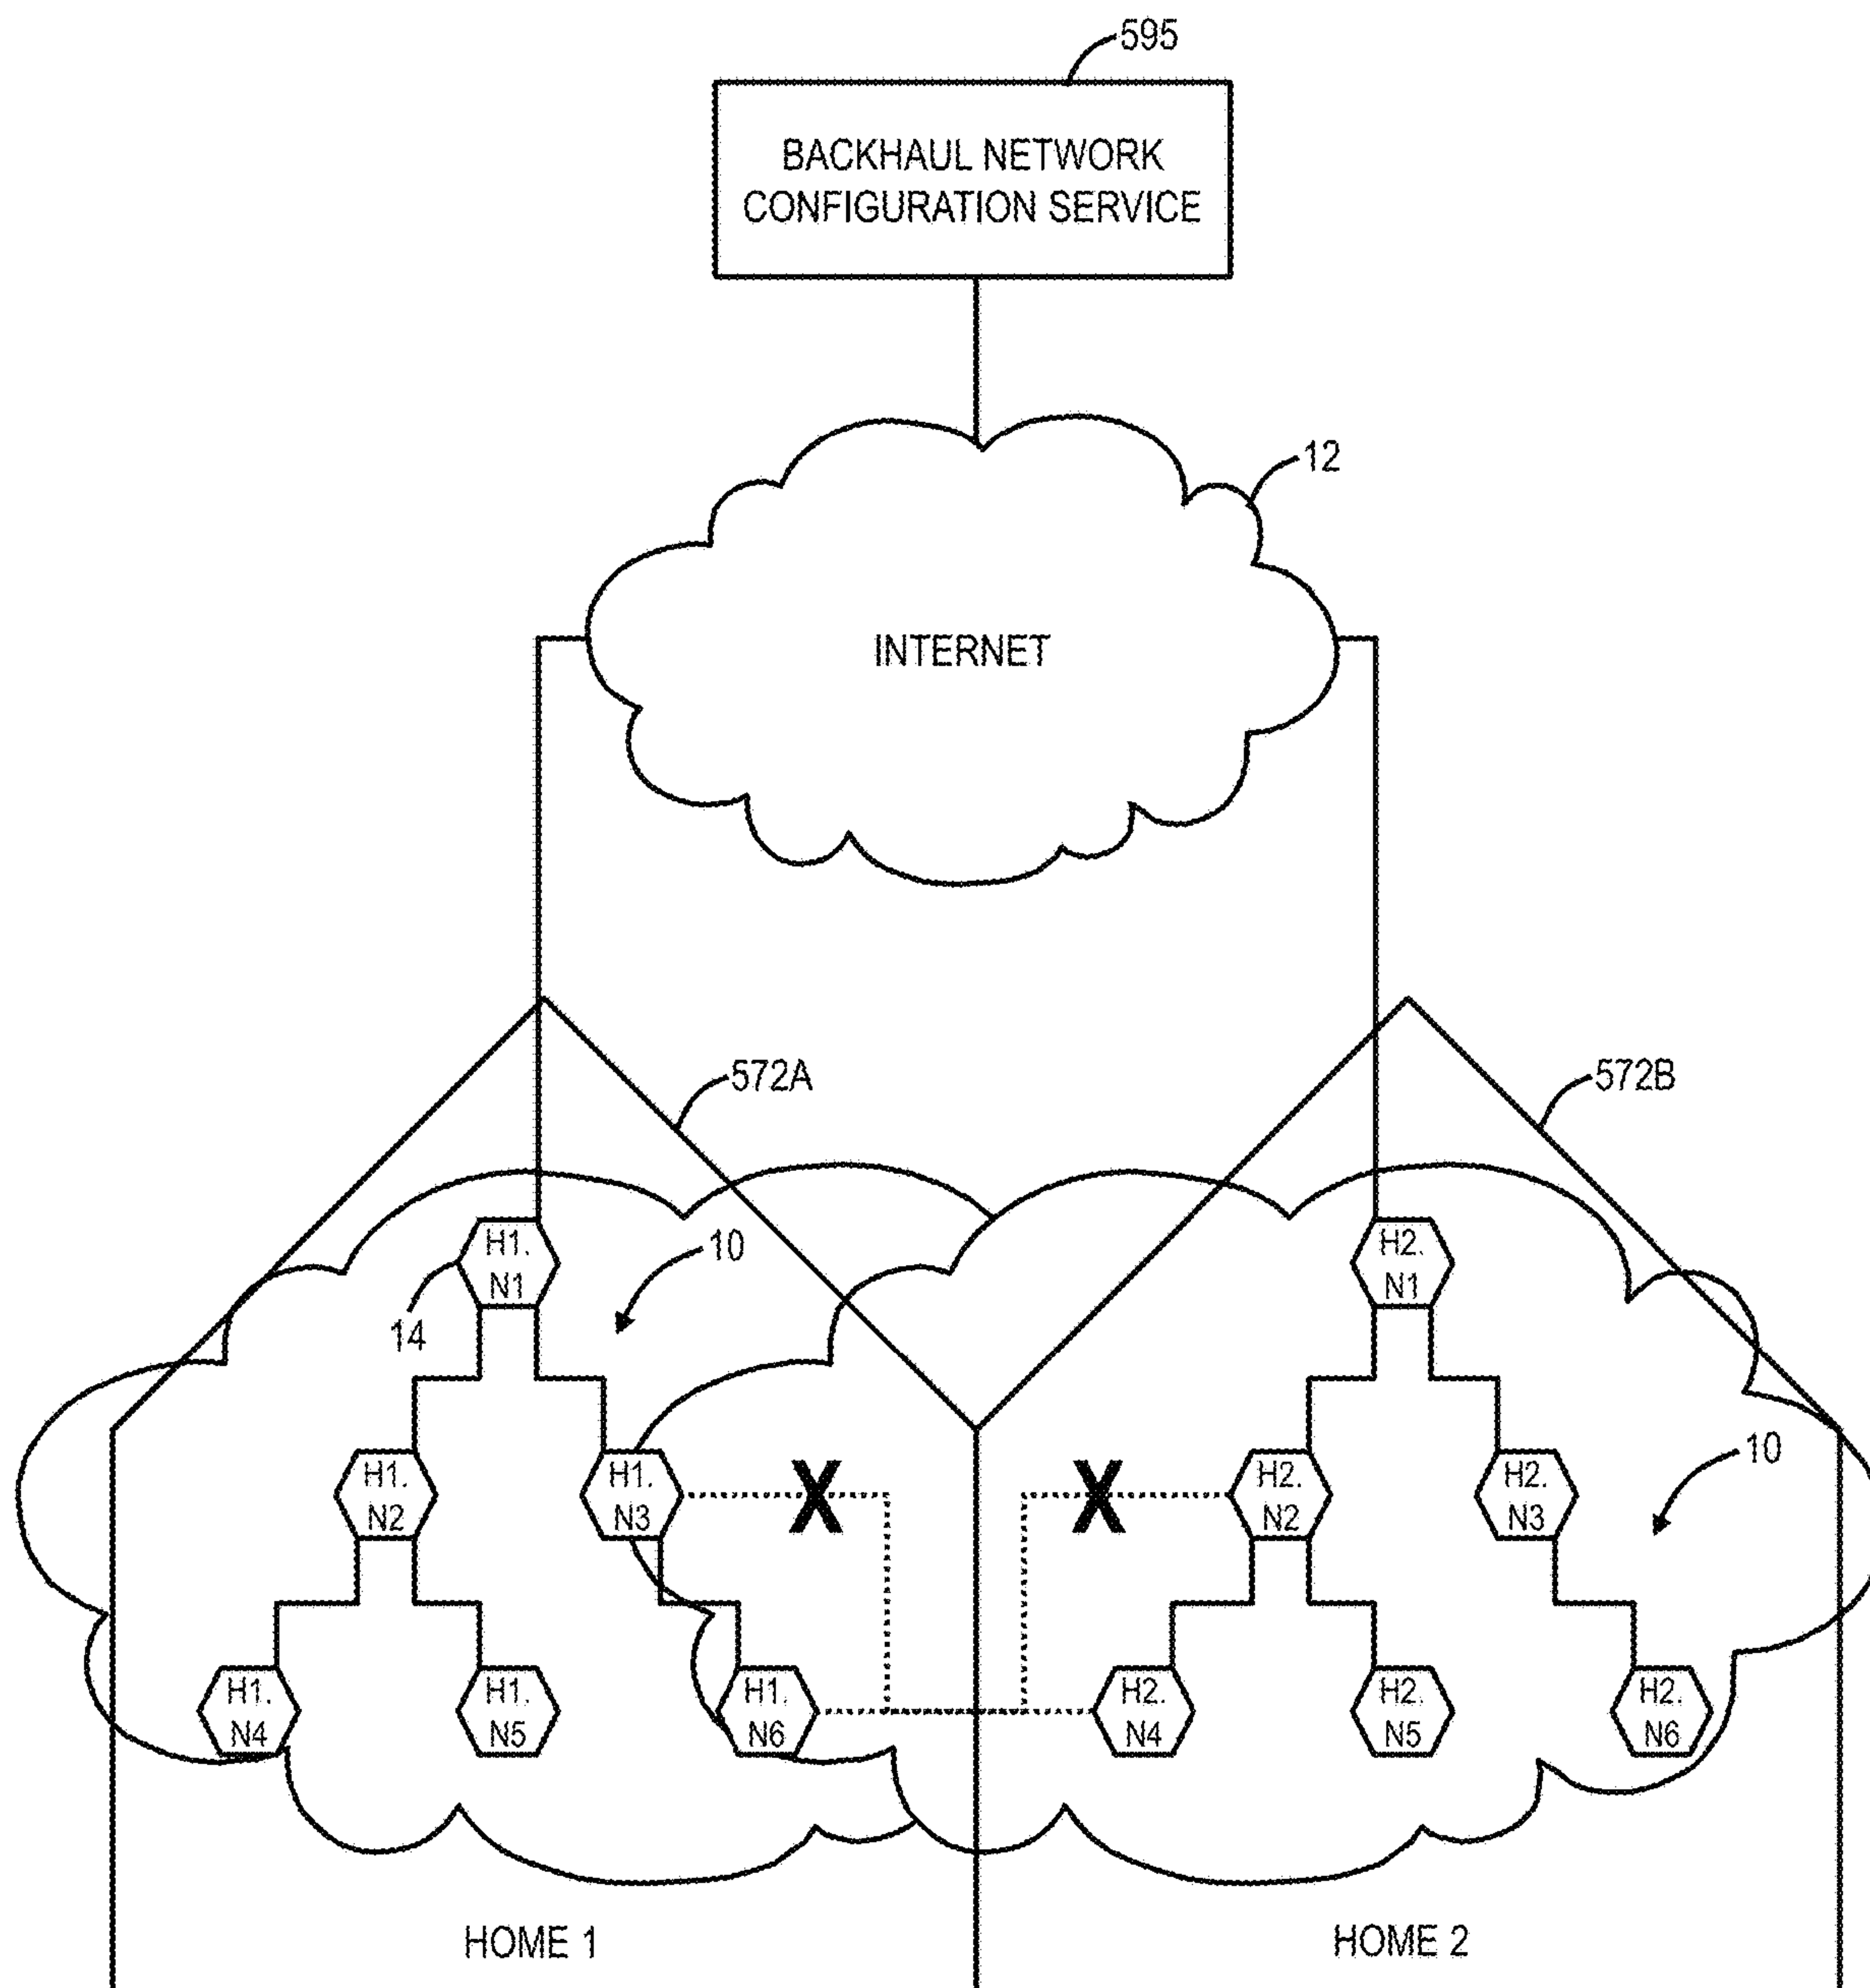 595
BACKHAUL NETWORK
CONFIGURATION SERVICE
12
INTERNET
572A
572B
H1.
N1
10
H2.
N1
14
H1.
N2
H1.
N3
X
X
H2.
N2
H2.
N3
10
H1.
N4
H1.
N5
H1.
N6
H2.
N4
H2.
N5
H2.
N6
HOME 1
HOME 2